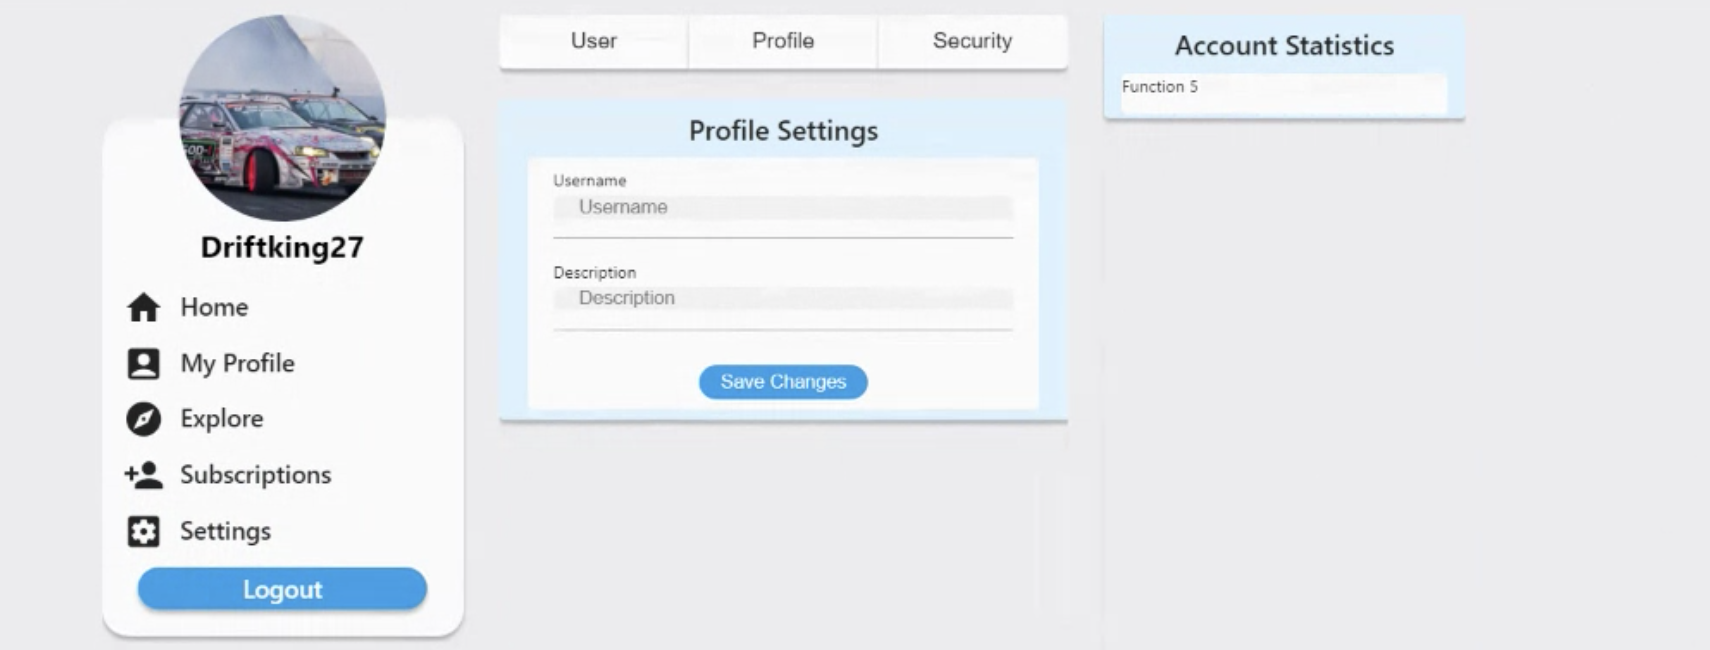 Driftking27
Home
My Profile
Explore
Subscriptions
Settings
Logout
User
Profile
Security
Profile Settings
Username
Username
Description
Description
Save Changes
Account Statistics
Function 5